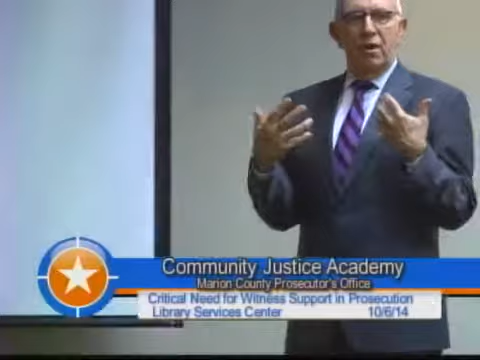 Community Justice Academy
Marion County Prosecutor's Office
Critical Need for Witness Support in Prosecution
Library Services Center 10/6/14